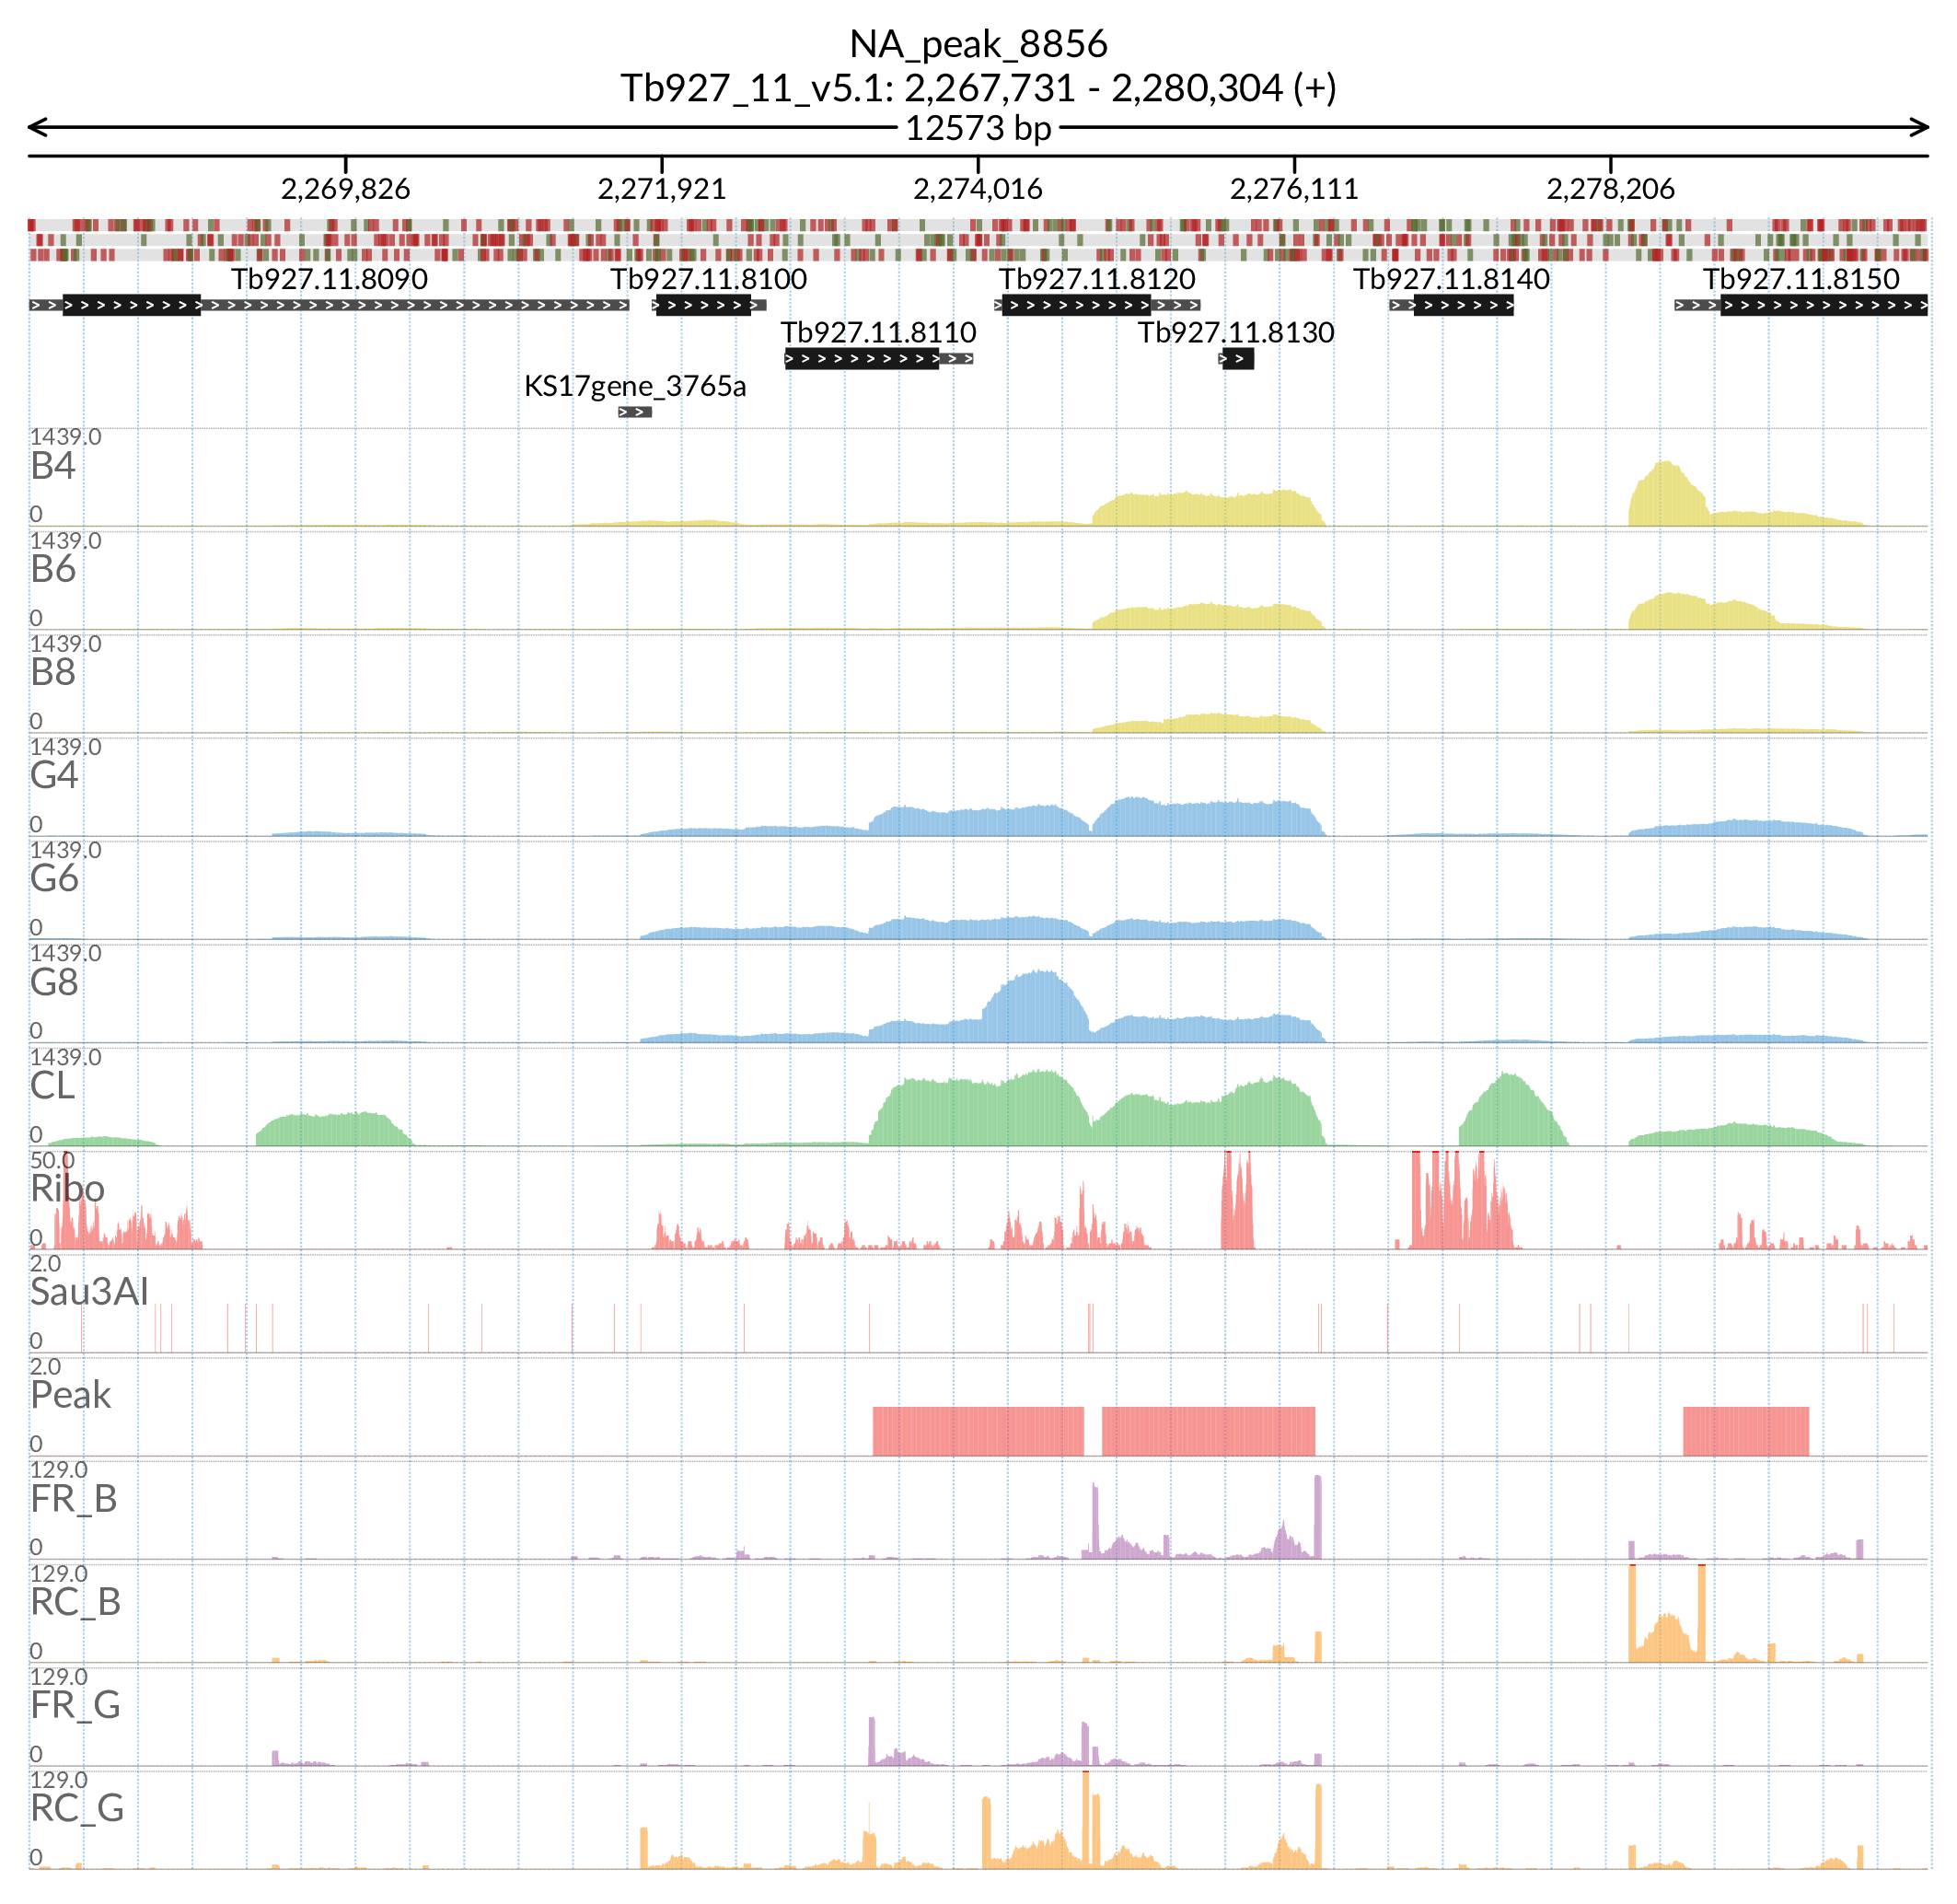 NA_peak_8856
Tb927_11_v5.1: 2,267,731 - 2,280,304 (+)
12573 bp
2,269,826 2,271,921 2,274,016 2,276,111 2,278,206
Tb927.11.8090 Tb927.11.8100 Tb927.11.8120 Tb927.11.8140 Tb927.11.8150
Tb927.11.8110 Tb927.11.8130
KS17gene_3765a
1439.0
B4
0
1439.0
B6
0
1439.0
B8
0
1439.0
G4
0
1439.0
G6
0
1439.0
G8
0
1439.0
CL
0
50.0
Ribo
0
2.0
Sau3AI
0
2.0
Peak
0
129.0
FR_B
0
129.0
RC_B
0
129.0
FR_G
0
129.0
RC_G
0